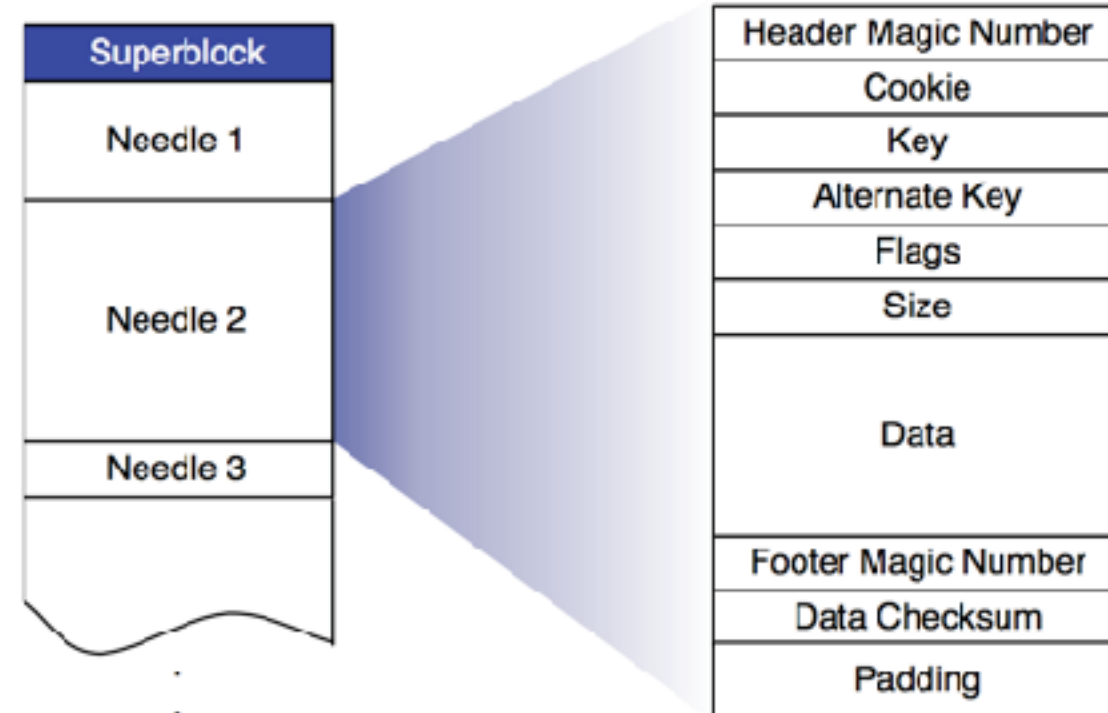 Superblock
Needle 1
Needle 2
Needle 3
Header Magic Number
Cookie
Key
Alternate Key
Flags
Size
Data
Footer Magic Number
Data Checksum
Padding